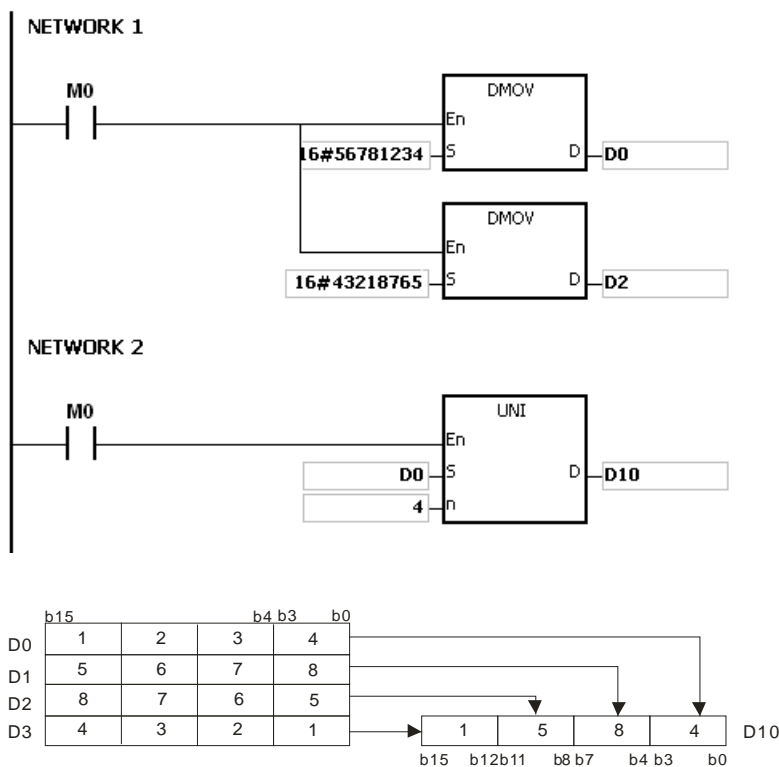 NETWORK 1
M0
DMOV
En
16#56781234 S D D0
DMOV
En
16#43218765 S D D2
NETWORK 2
M0
UNI
En
D0 S D D10
4 n
b15 b4 b3 b0
D0 1 2 3 4
D1 5 6 7 8
D2 8 7 6 5
D3 4 3 2 1 1 5 8 4 D10
b15 b12 b11 b8 b7 b4 b3 b0